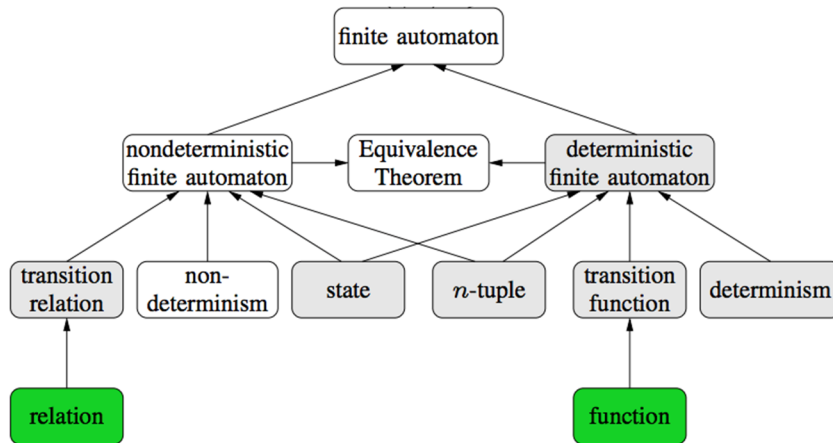 finite automaton
nondeterministic
finite automaton
Equivalence
Theorem
deterministic
finite automaton
transition
relation
non-
determinism
state
n-tuple
transition
function
determinism
relation
function